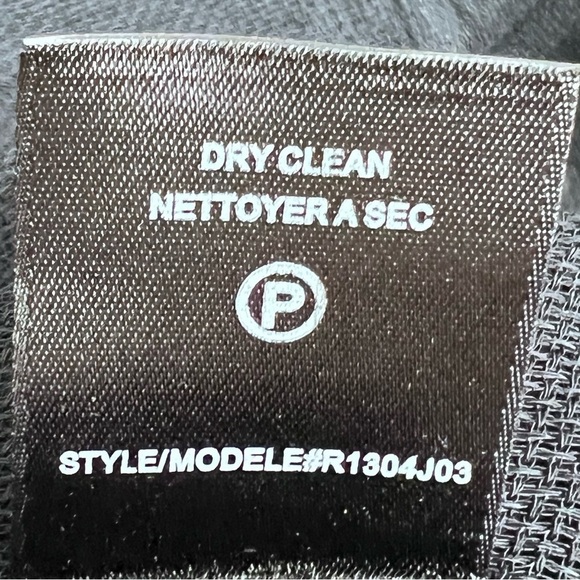 DRY CLEAN
NETTOYER A SEC
P
STYLE/MODELE#R1304J03